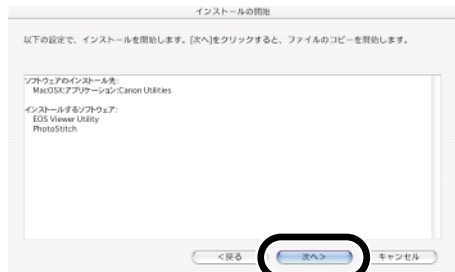 インストールの開始
以下の設定で、インストールを開始します。[次へ]をクリックすると、ファイルのコピーを開始します。
ソフトウェアのインストール先:
MacOSX:アプリケーション:Canon Utilities
インストールするソフトウェア:
EOS Viewer Utility
PhotoStitch
<戻る 次へ> キャンセル